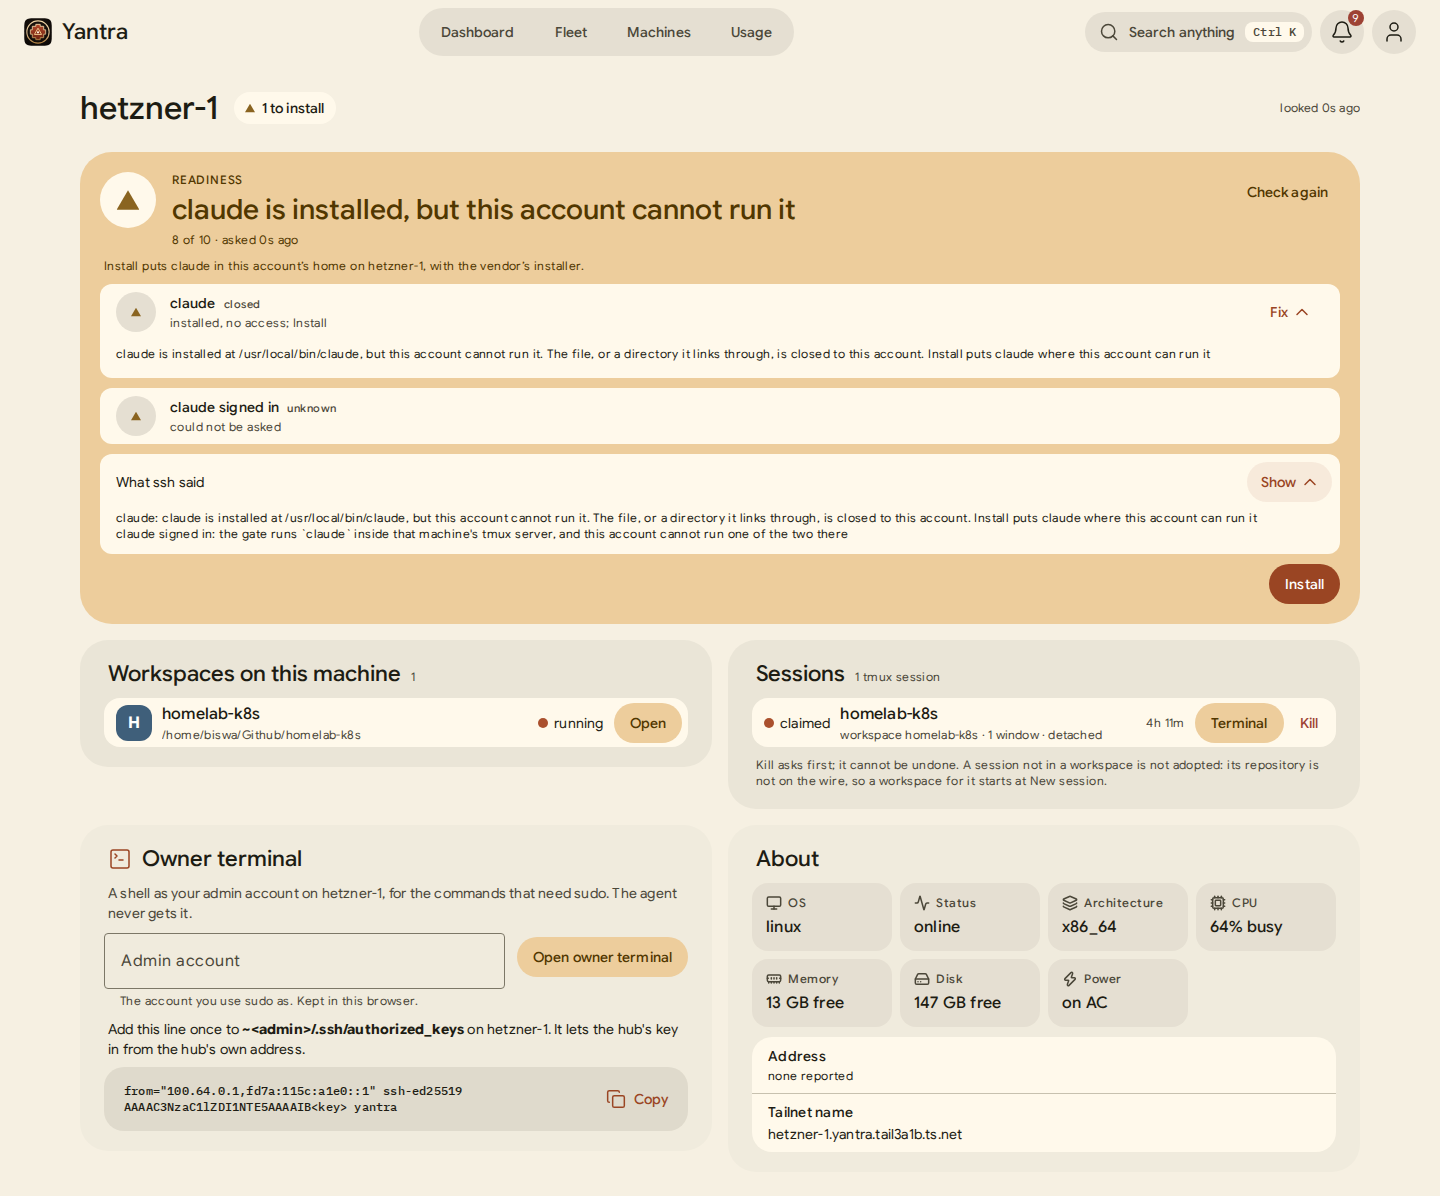 Yantra
Dashboard
Fleet
Machines
Usage
Search anything
Ctrl K
9
hetzner-1
1 to install
looked 0s ago
READINESS
claude is installed, but this account cannot run it
8 of 10 · asked 0s ago
Check again
Install puts claude in this account's home on hetzner-1, with the vendor's installer.
claude closed
installed, no access; Install
Fix
claude is installed at /usr/local/bin/claude, but this account cannot run it. The file, or a directory it links through, is closed to this account. Install puts claude where this account can run it
claude signed in unknown
could not be asked
What ssh said
Show
claude: claude is installed at /usr/local/bin/claude, but this account cannot run it. The file, or a directory it links through, is closed to this account. Install puts claude where this account can run it
claude signed in: the gate runs `claude` inside that machine's tmux server, and this account cannot run one of the two there
Install
Workspaces on this machine 1
H
homelab-k8s
/home/biswa/Github/homelab-k8s
running
Open
Sessions 1 tmux session
claimed
homelab-k8s
workspace homelab-k8s · 1 window · detached
4h 11m
Terminal
Kill
Kill asks first; it cannot be undone. A session not in a workspace is not adopted: its repository is
not on the wire, so a workspace for it starts at New session.
Owner terminal
A shell as your admin account on hetzner-1, for the commands that need sudo. The agent
never gets it.
Admin account
Open owner terminal
The account you use sudo as. Kept in this browser.
Add this line once to ~<admin>/.ssh/authorized_keys on hetzner-1. It lets the hub's key
in from the hub's own address.
from="100.64.0.1,fd7a:115c:a1e0::1" ssh-ed25519
AAAAC3NzaC1lZDI1NTE5AAAAIB<key> yantra
Copy
About
OS
linux
Status
online
Architecture
x86_64
CPU
64% busy
Memory
13 GB free
Disk
147 GB free
Power
on AC
Address
none reported
Tailnet name
hetzner-1.yantra.tail3a1b.ts.net